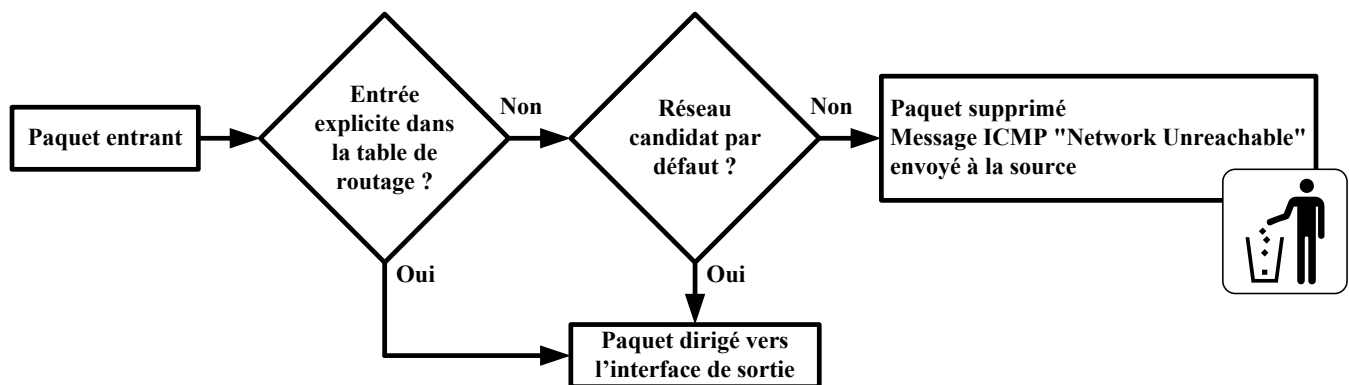 Paquet entrant
Entrée
explicite dans
la table de
routage ?
Non
Réseau
candidat par
défaut ?
Non
Paquet supprimé
Message ICMP "Network Unreachable"
envoyé à la source
Oui
Oui
Paquet dirigé vers
l’interface de sortie